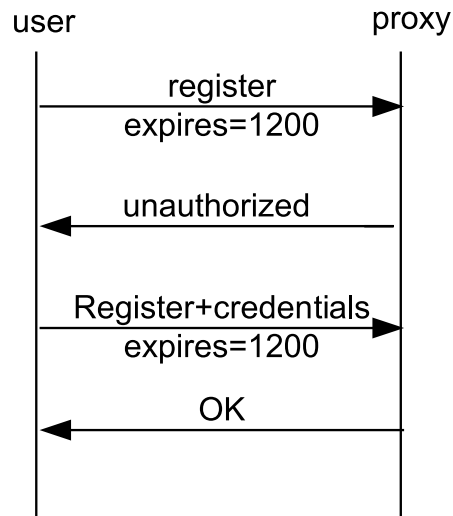 user
proxy
register
expires=1200
unauthorized
Register+credentials
expires=1200
OK